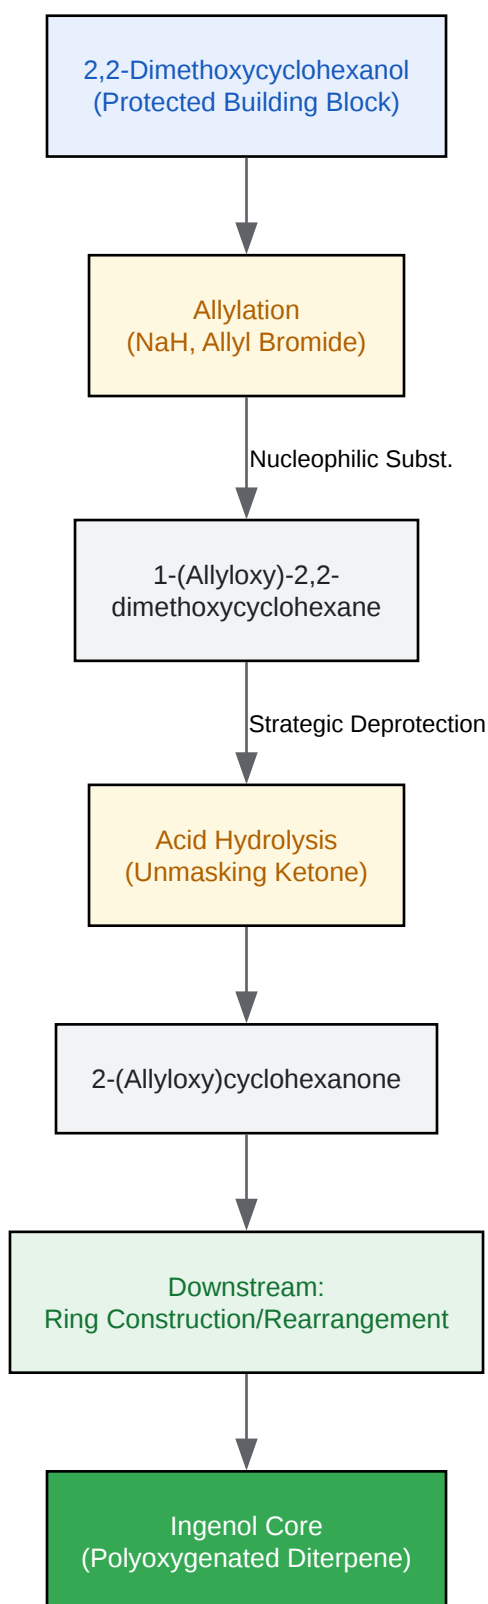 2,2-Dimethoxycyclohexanol
(Protected Building Block)
Allylation
(NaH, Allyl Bromide)
Nucleophilic Subst.
1-(Allyloxy)-2,2-
dimethoxycyclohexane
Strategic Deprotection
Acid Hydrolysis
(Unmasking Ketone)
2-(Allyloxy)cyclohexanone
Downstream:
Ring Construction/Rearrangement
Ingenol Core
(Polyoxygenated Diterpene)